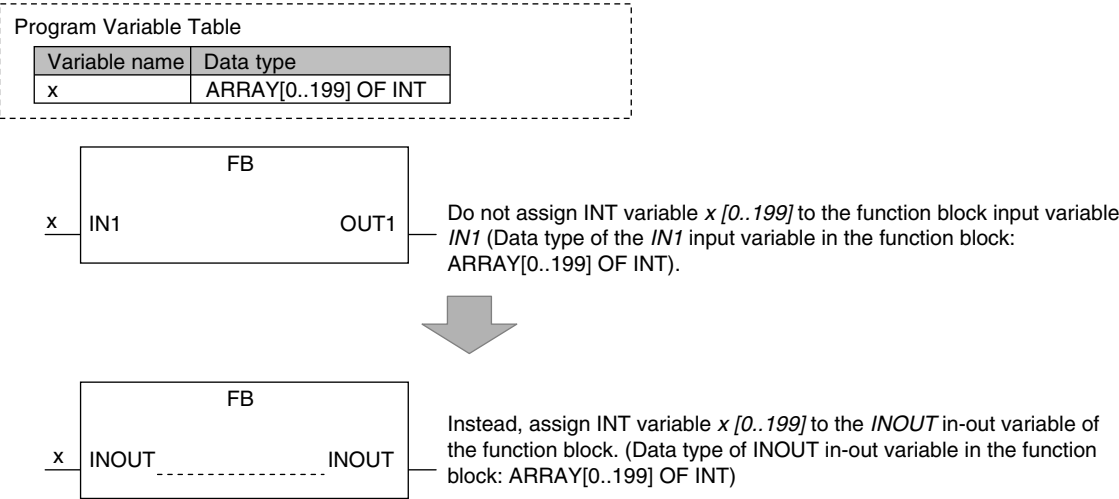 Program Variable Table
Variable name Data type
x ARRAY[0..199] OF INT
FB
x IN1 OUT1
Do not assign INT variable x [0..199] to the function block input variable
IN1 (Data type of the IN1 input variable in the function block:
ARRAY[0..199] OF INT).
FB
x INOUT INOUT
Instead, assign INT variable x [0..199] to the INOUT in-out variable of
the function block. (Data type of INOUT in-out variable in the function
block: ARRAY[0..199] OF INT)